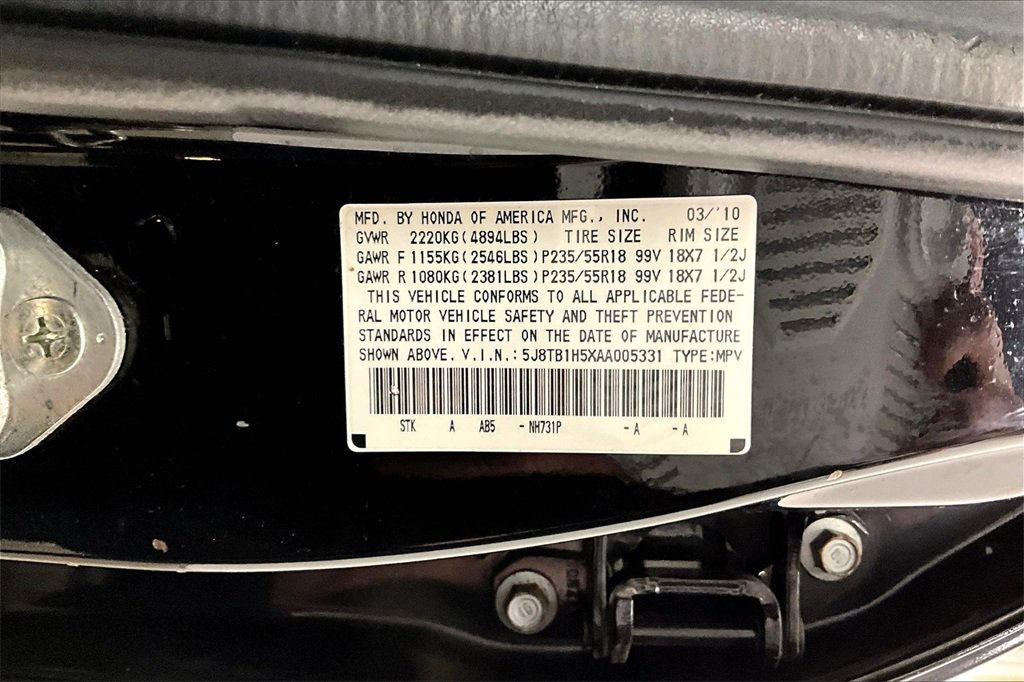 MFD. BY HONDA OF AMERICA MFG., INC. 03/'10
GVWR 2220KG(4894LBS) TIRE SIZE RIM SIZE
GAWR F 1155KG(2546LBS) P235/55R18 99V 18X7 1/2J
GAWR R 1080KG(2381LBS) P235/55R18 99V 18X7 1/2J
THIS VEHICLE CONFORMS TO ALL APPLICABLE FEDE-
RAL MOTOR VEHICLE SAFETY AND THEFT PREVENTION
STANDARDS IN EFFECT ON THE DATE OF MANUFACTURE
SHOWN ABOVE. V.I.N.:5J8TB1H5XAA005331 TYPE:MPV
STK A AB5 -NH731P -A -A